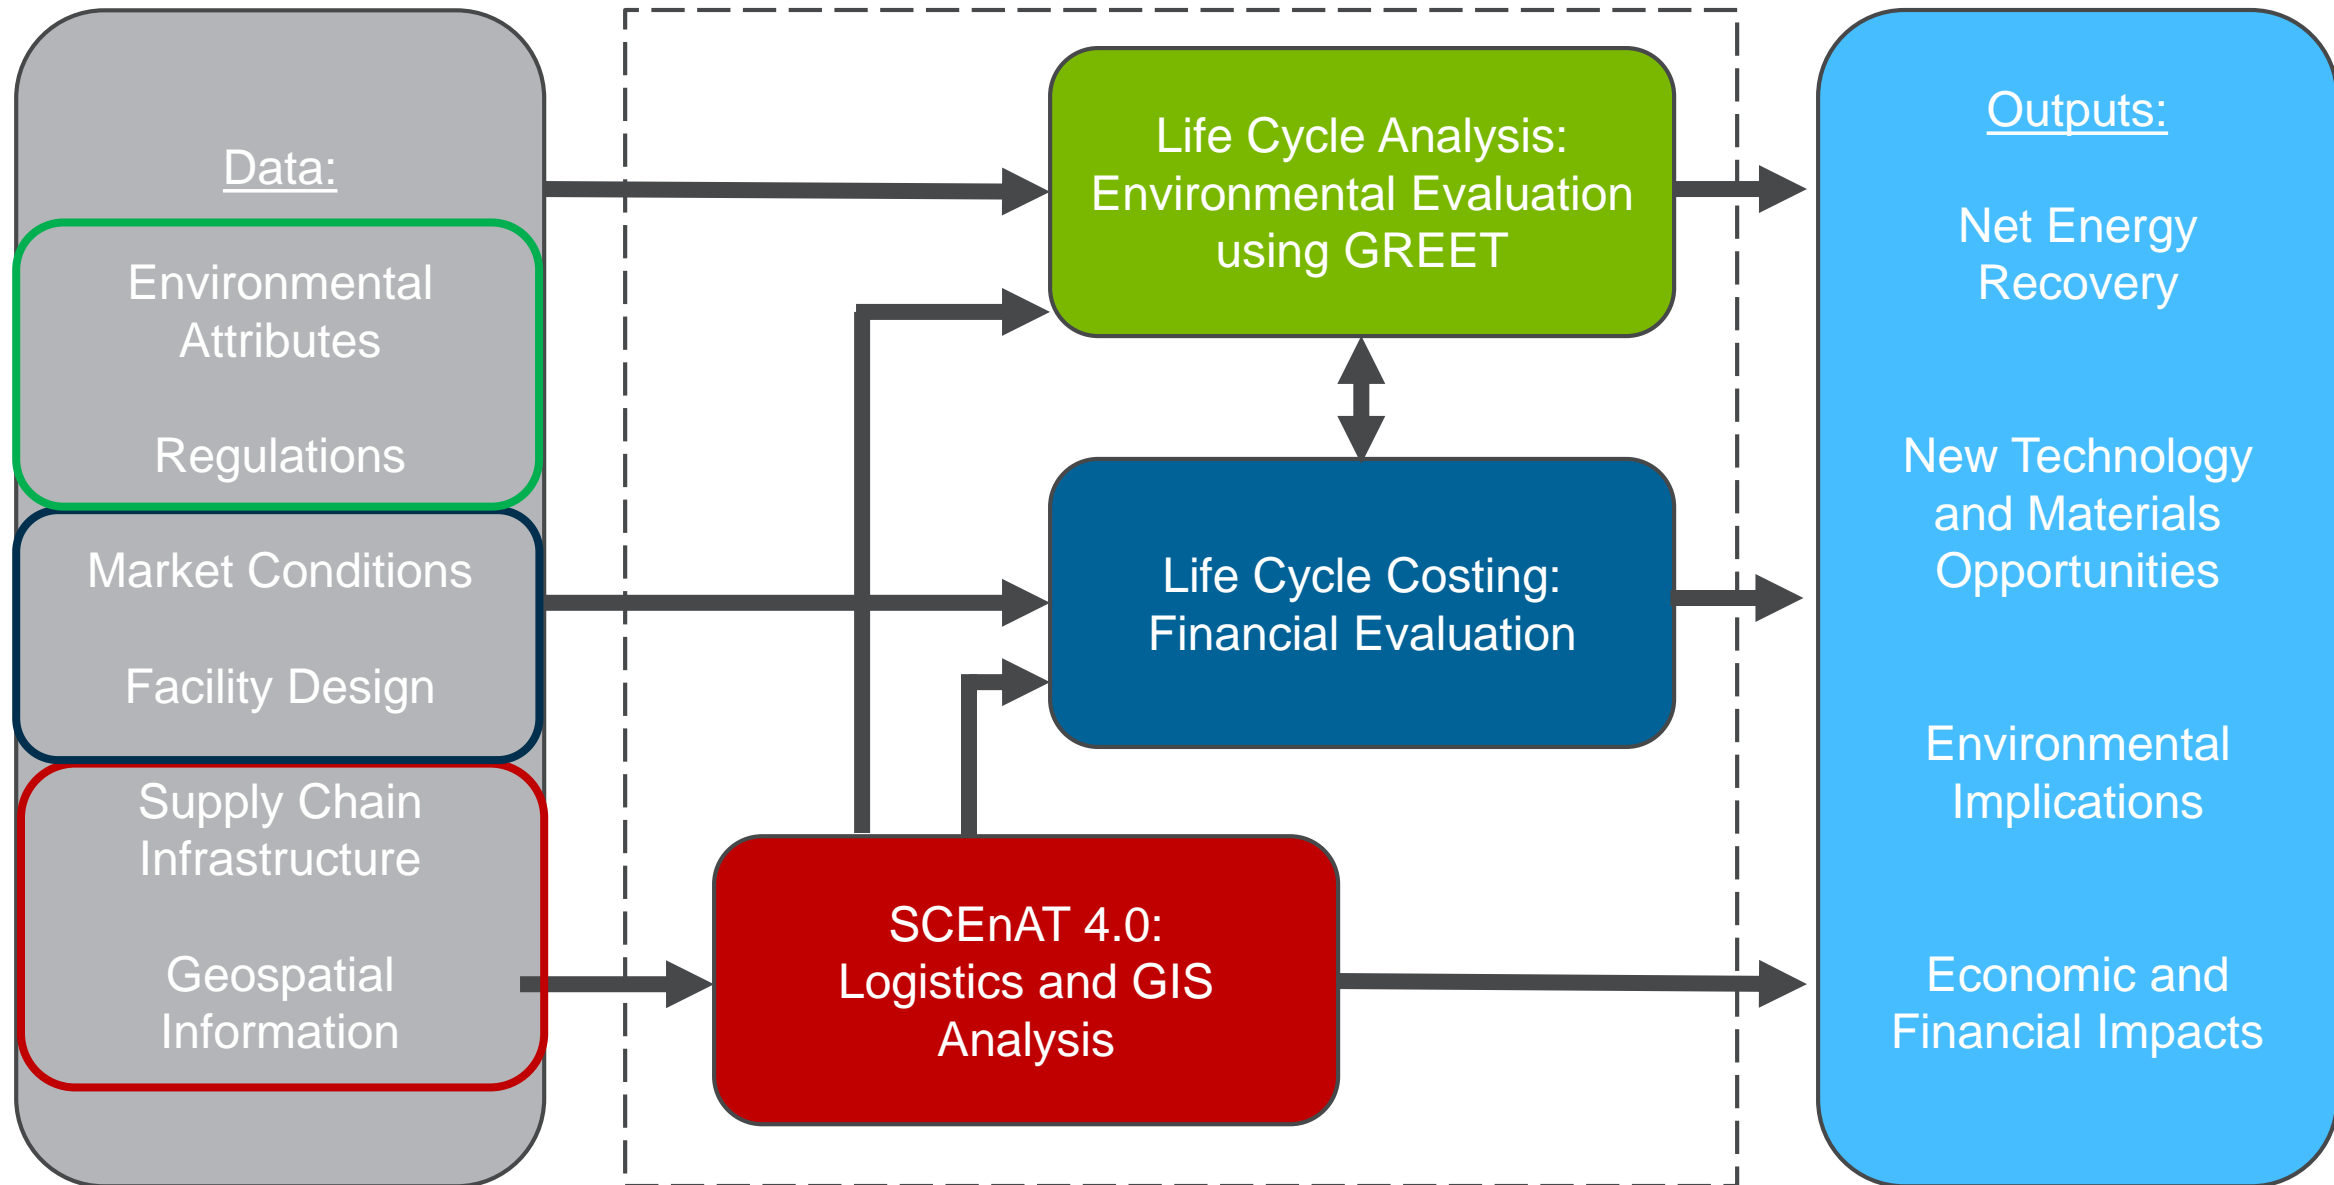 Data:
Environmental
Attributes
Regulations
Market Conditions
Facility Design
Supply Chain
Infrastructure
Geospatial
Information
Life Cycle Analysis:
Environmental Evaluation
using GREET
Life Cycle Costing:
Financial Evaluation
SCEnAT 4.0:
Logistics and GIS
Analysis
Outputs:
Net Energy
Recovery
New Technology
and Materials
Opportunities
Environmental
Implications
Economic and
Financial Impacts